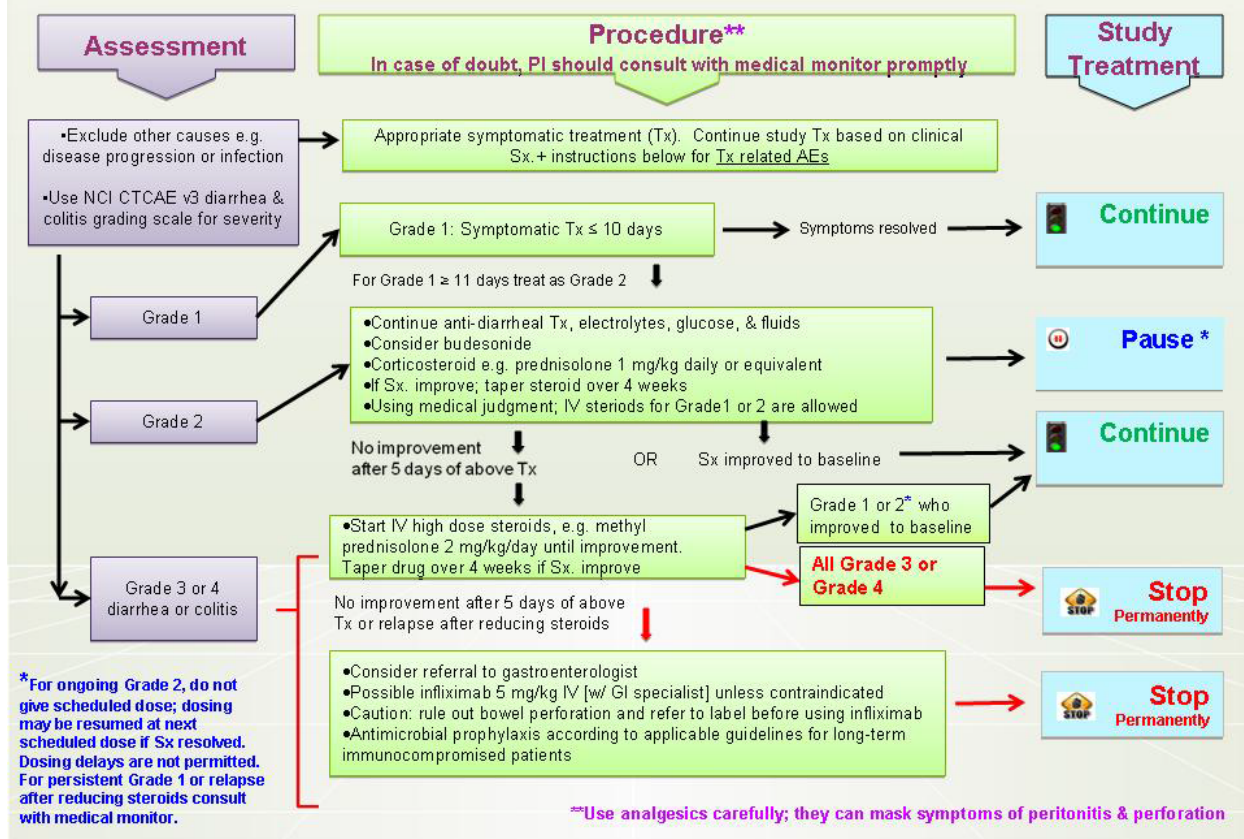 Assessment
Procedure**
In case of doubt, PI should consult with medical monitor promptly
Study
Treatment
▪Exclude other causes e.g.
disease progression or infection
▪Use NCI CTCAE v3 diarrhea &
colitis grading scale for severity
Appropriate symptomatic treatment (Tx). Continue study Tx based on clinical
Sx.+ instructions below for Tx related AEs
Grade 1: Symptomatic Tx ≤ 10 days
Symptoms resolved
Continue
For Grade 1 ≥ 11 days treat as Grade 2
Grade 1
•Continue anti-diarrheal Tx, electrolytes, glucose, & fluids
•Consider budesonide
•Corticosteroid e.g. prednisolone 1 mg/kg daily or equivalent
•If Sx. improve; taper steroid over 4 weeks
•Using medical judgment; IV steriods for Grade1 or 2 are allowed
Pause *
Grade 2
No improvement
after 5 days of above Tx
OR
Sx improved to baseline
Continue
•Start IV high dose steroids, e.g. methyl
prednisolone 2 mg/kg/day until improvement.
Taper drug over 4 weeks if Sx. improve
Grade 1 or 2* who
improved to baseline
All Grade 3 or
Grade 4
STOP
Stop
Permanently
Grade 3 or 4
diarrhea or colitis
No improvement after 5 days of above
Tx or relapse after reducing steroids
•Consider referral to gastroenterologist
•Possible infliximab 5 mg/kg IV [w/ GI specialist] unless contraindicated
•Caution: rule out bowel perforation and refer to label before using infliximab
•Antimicrobial prophylaxis according to applicable guidelines for long-term
immunocompromised patients
STOP
Stop
Permanently
*For ongoing Grade 2, do not
give scheduled dose; dosing
may be resumed at next
scheduled dose if Sx resolved.
Dosing delays are not permitted.
For persistent Grade 1 or relapse
after reducing steroids consult
with medical monitor.
**Use analgesics carefully; they can mask symptoms of peritonitis & perforation